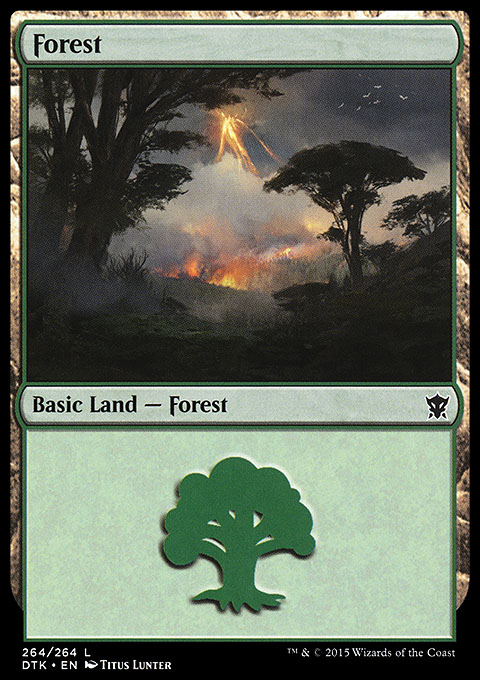 Forest
Basic Land — Forest
264/264 L
DTK • EN Titus Lunter
™ & © 2015 Wizards of the Coast